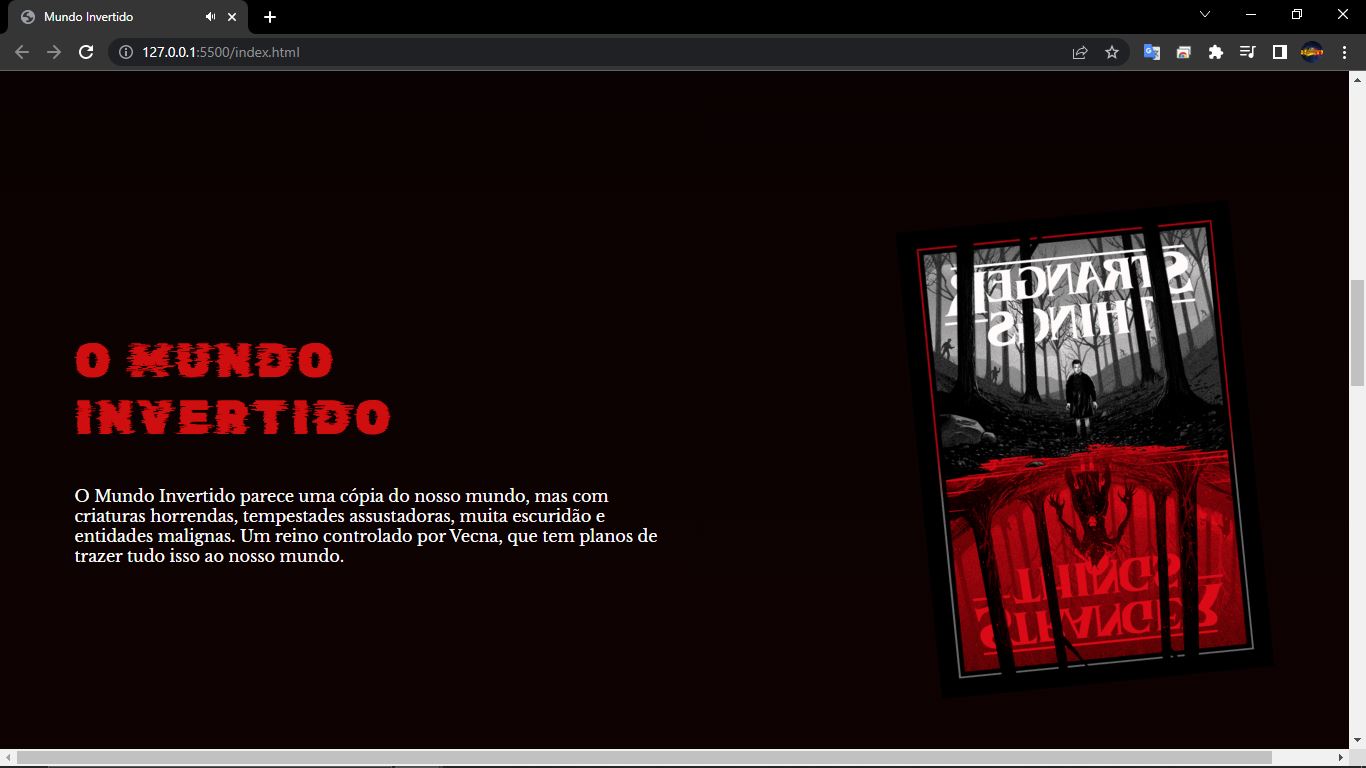 Mundo Invertido
127.0.0.1:5500/index.html
O MUNDO
INVERTIDO
O Mundo Invertido parece uma cópia do nosso mundo, mas com
criaturas horrendas, tempestades assustadoras, muita escuridão e
entidades malignas. Um reino controlado por Vecna, que tem planos de
trazer tudo isso ao nosso mundo.
STRANGER
THINGS
THINGS
STRANGER